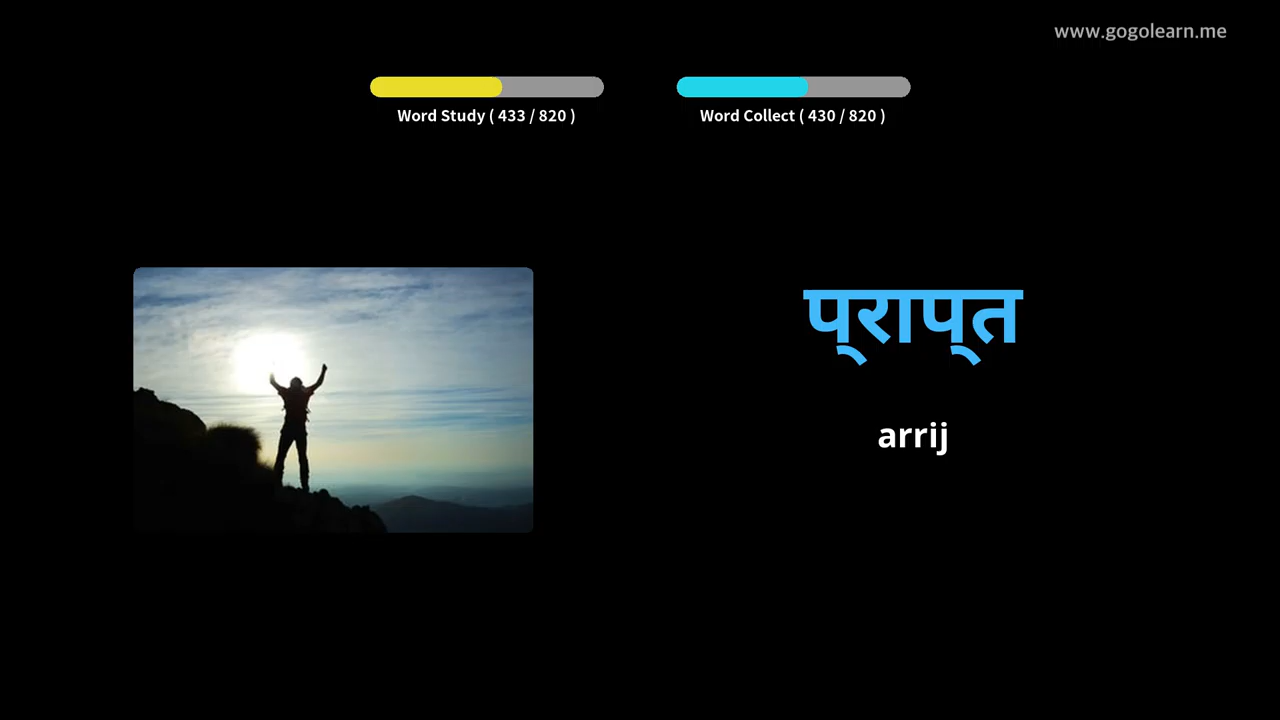 www.gogolearn.me
Word Study ( 433 / 820 )
Word Collect ( 430 / 820 )
प्राप्त
arrij